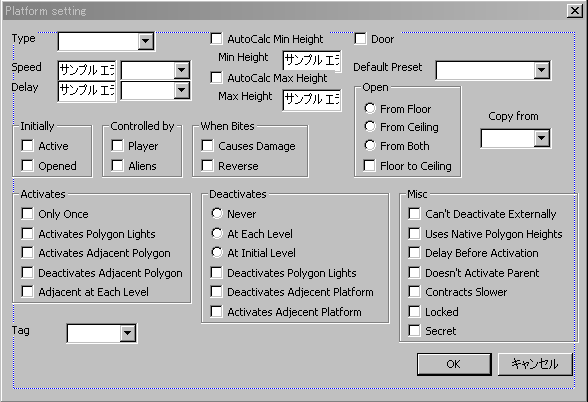 Platform setting
Type
AutoCalc Min Height
Door
Min Height
サンプル エ
Speed
サンプル エ
Default Preset
AutoCalc Max Height
Delay
サンプル エ
Max Height
サンプル エ
Open
From Floor
From Ceiling
From Both
Floor to Ceiling
Copy from
Initially
Active
Opened
Controlled by
Player
Aliens
When Bites
Causes Damage
Reverse
Activates
Only Once
Activates Polygon Lights
Activates Adjacent Polygon
Deactivates Adjacent Polygon
Adjacent at Each Level
Deactivates
Never
At Each Level
At Initial Level
Deactivates Polygon Lights
Deactivates Adjecent Platform
Activates Adjecent Platform
Misc
Can't Deactivate Externally
Uses Native Polygon Heights
Delay Before Activation
Doesn't Activate Parent
Contracts Slower
Locked
Secret
Tag
OK
キャンセル